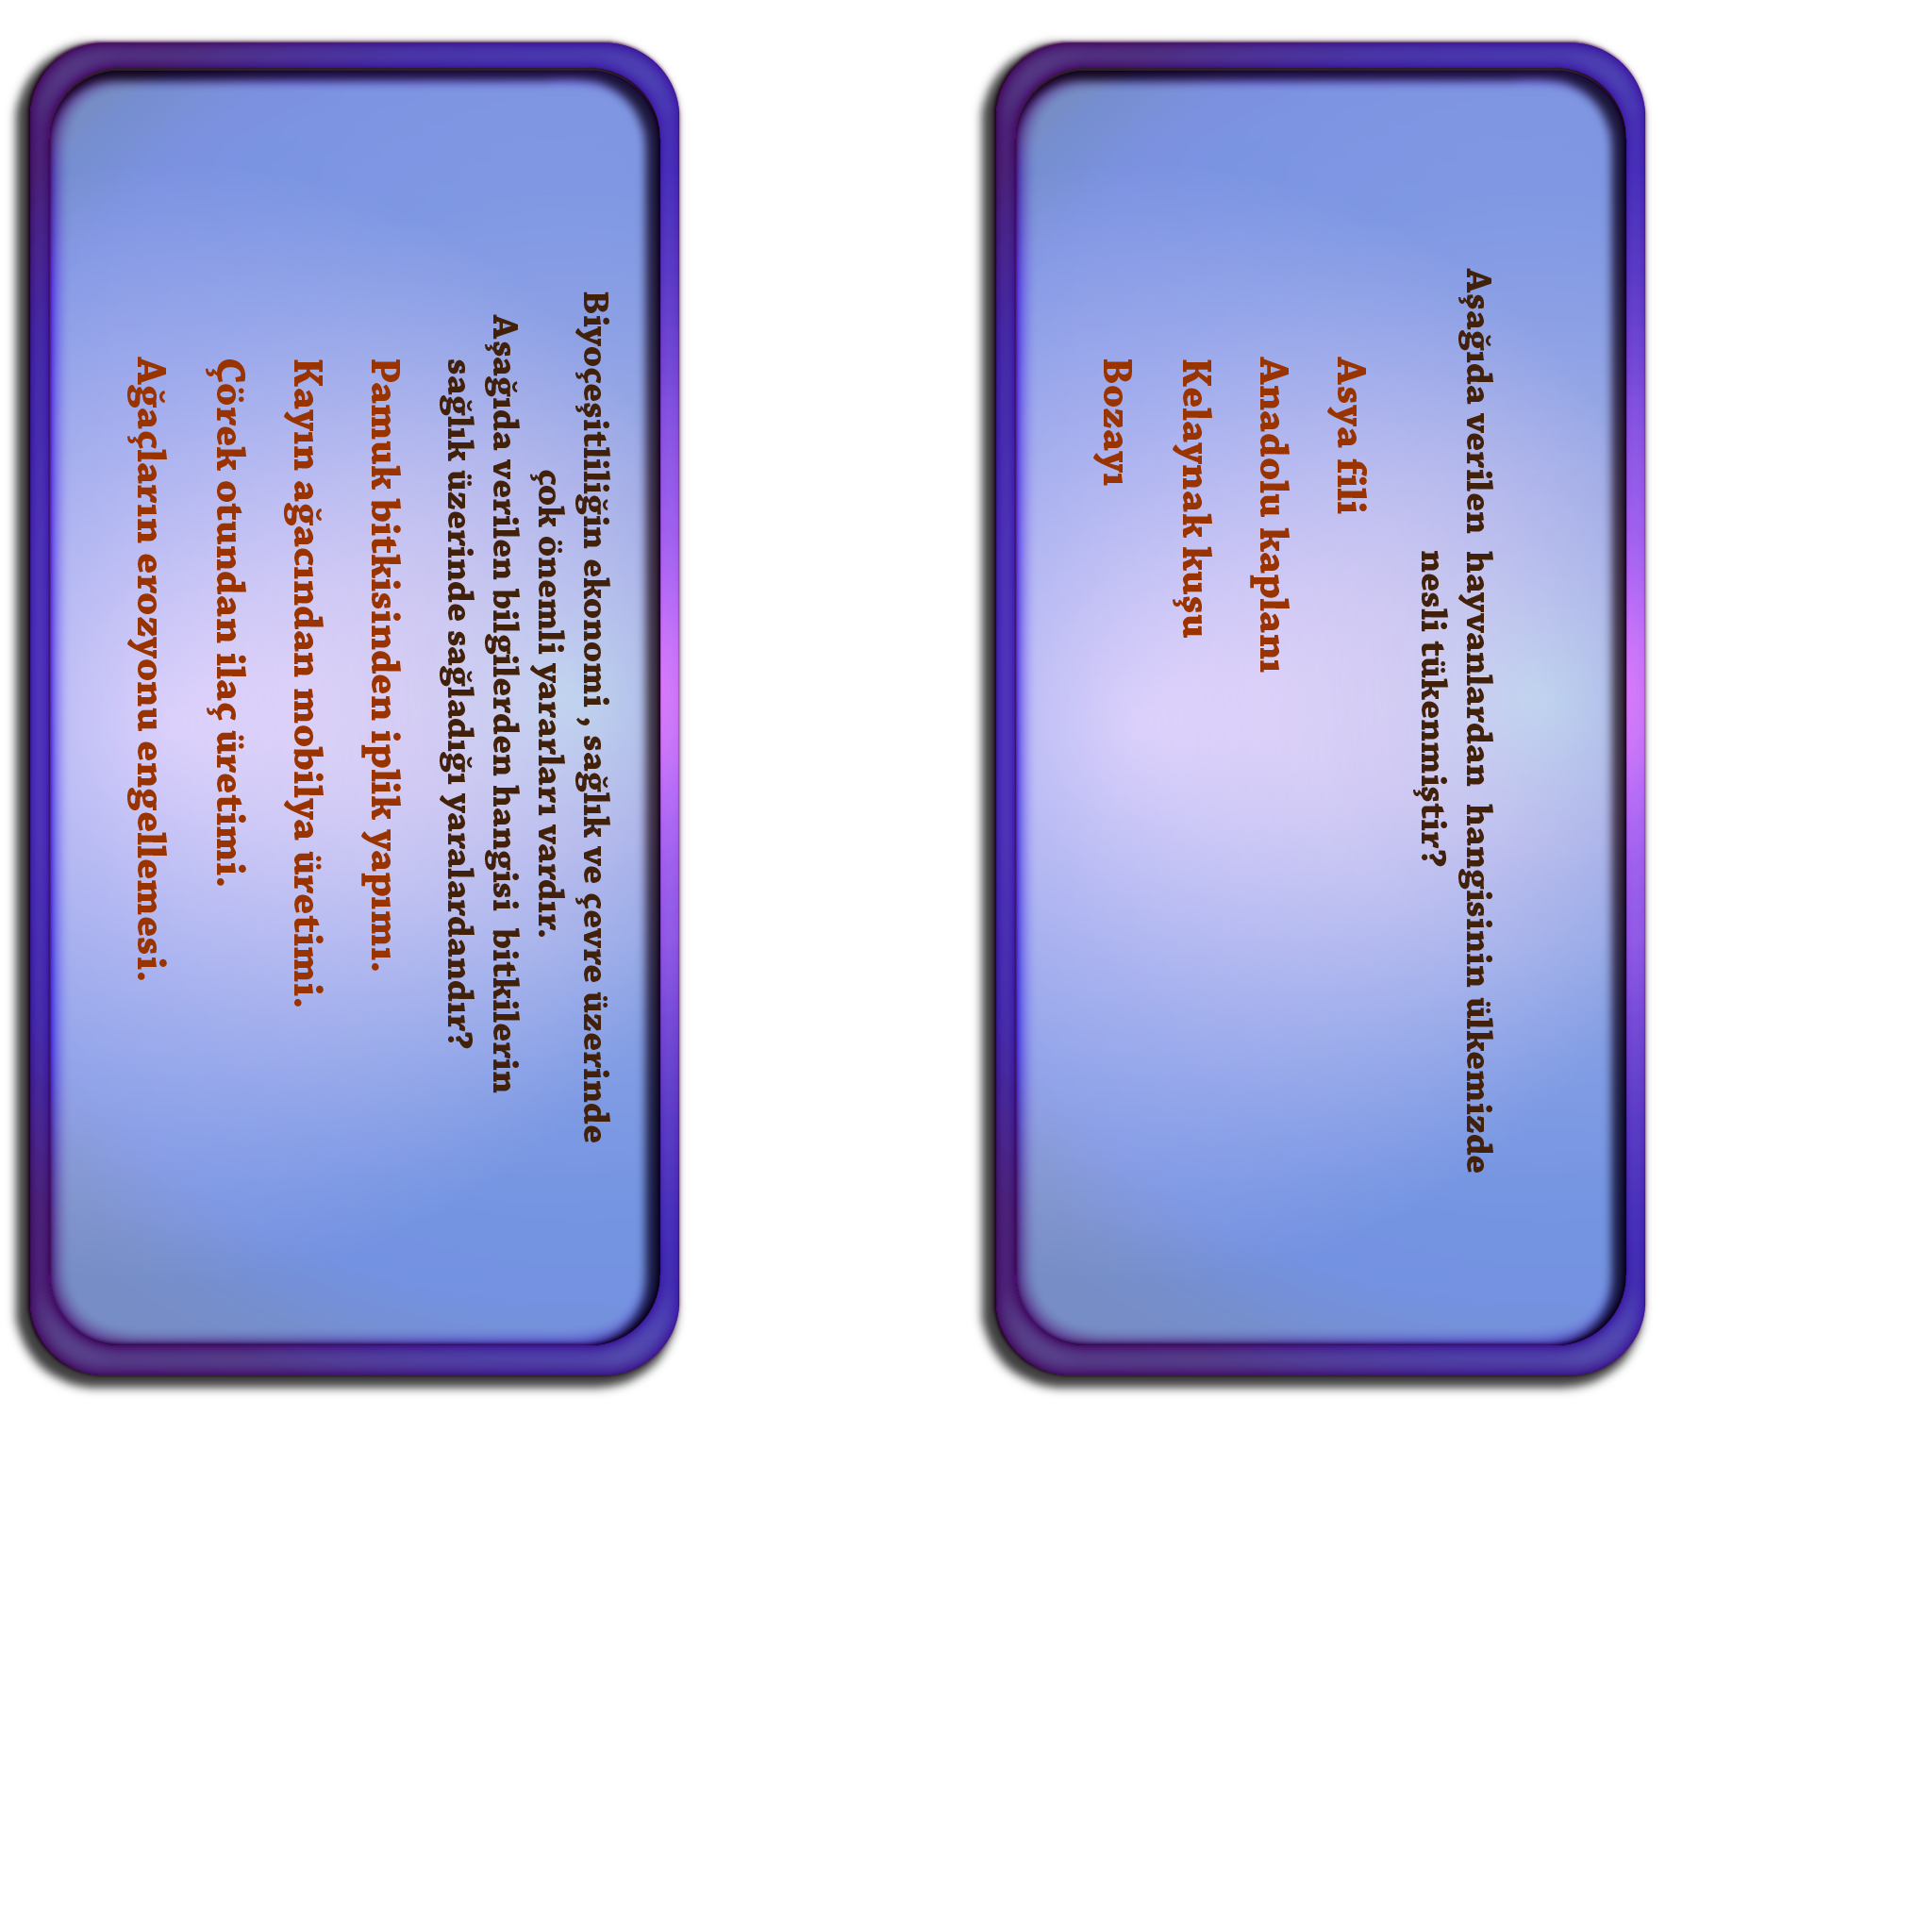 Biyoçeşitliliğin ekonomi , sağlık ve çevre üzerinde
çok önemli yararları vardır.
Aşağıda verilen bilgilerden hangisi bitkilerin
sağlık üzerinde sağladığı yaralardandır?
Pamuk bitkisinden iplik yapımı.
Kayın ağacından mobilya üretimi.
Çörek otundan ilaç üretimi.
Ağaçların erozyonu engellemesi.
Aşağıda verilen hayvanlardan hangisinin ülkemizde
nesli tükenmiştir?
Asya fili
Anadolu kaplanı
Kelaynak kuşu
Bozayı